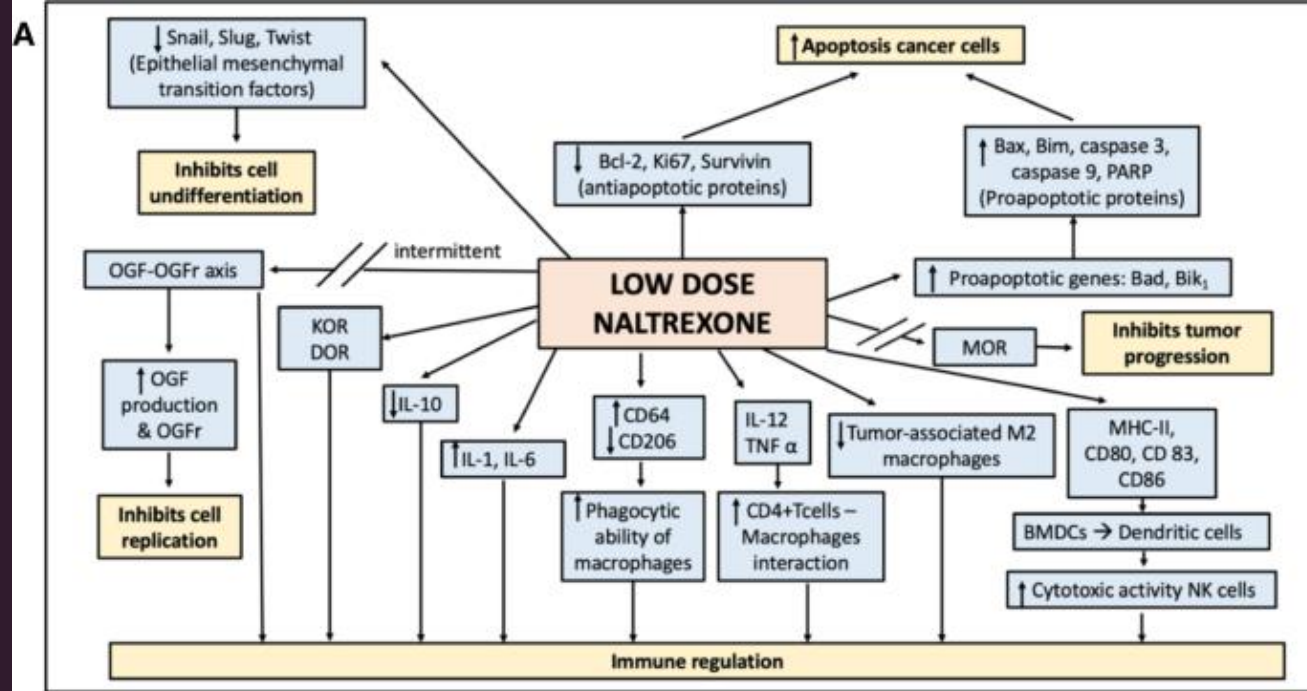 A
↓ Snail, Slug, Twist
(Epithelial mesenchymal
transition factors)
Inhibits cell
undifferentiation
↑ Apoptosis cancer cells
↓ Bcl-2, Ki67, Survivin
(antiapoptotic proteins)
↑ Bax, Bim, caspase 3,
caspase 9, PARP
(Proapoptotic proteins)
OGF-OGFr axis
intermittent
LOW DOSE
NALTREXONE
↑ Proapoptotic genes: Bad, Bik₁
KOR
DOR
MOR
Inhibits tumor
progression
↑ OGF
production
& OGFr
Inhibits cell
replication
↓IL-10
↑IL-1, IL-6
↑ CD64
↓ CD206
↑Phagocytic
ability of
macrophages
IL-12
TNF α
↑ CD4+Tcells –
Macrophages
interaction
↓Tumor-associated M2
macrophages
MHC-II,
CD80, CD 83,
CD86
BMDCs → Dendritic cells
↑ Cytotoxic activity NK cells
Immune regulation